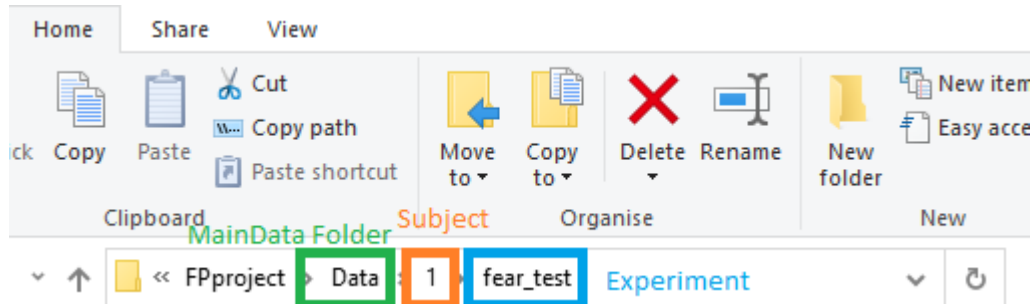 Home Share View
Cut
Copy path
Paste shortcut
ck Copy Paste
Move to
Copy to
Delete Rename
New folder
New item
Easy acce
Clipboard Organise New
MainData Folder Subject
« FPproject › Data › 1 › fear_test Experiment